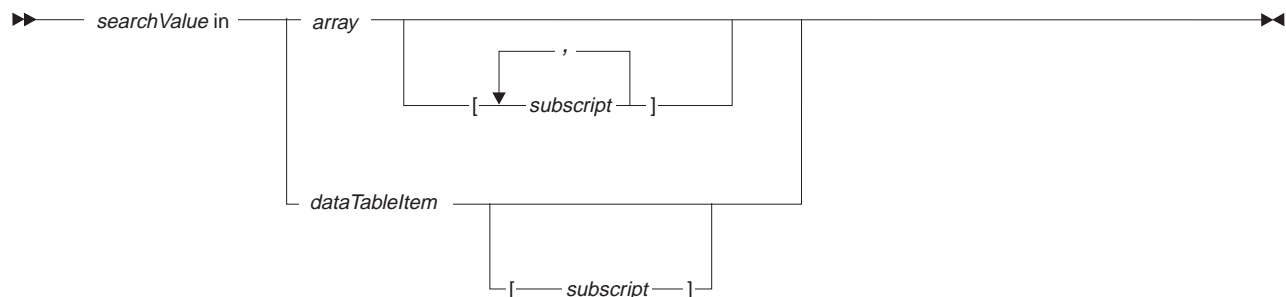 searchValue in array
,
[ subscript ]
dataTableItem
[ subscript ]